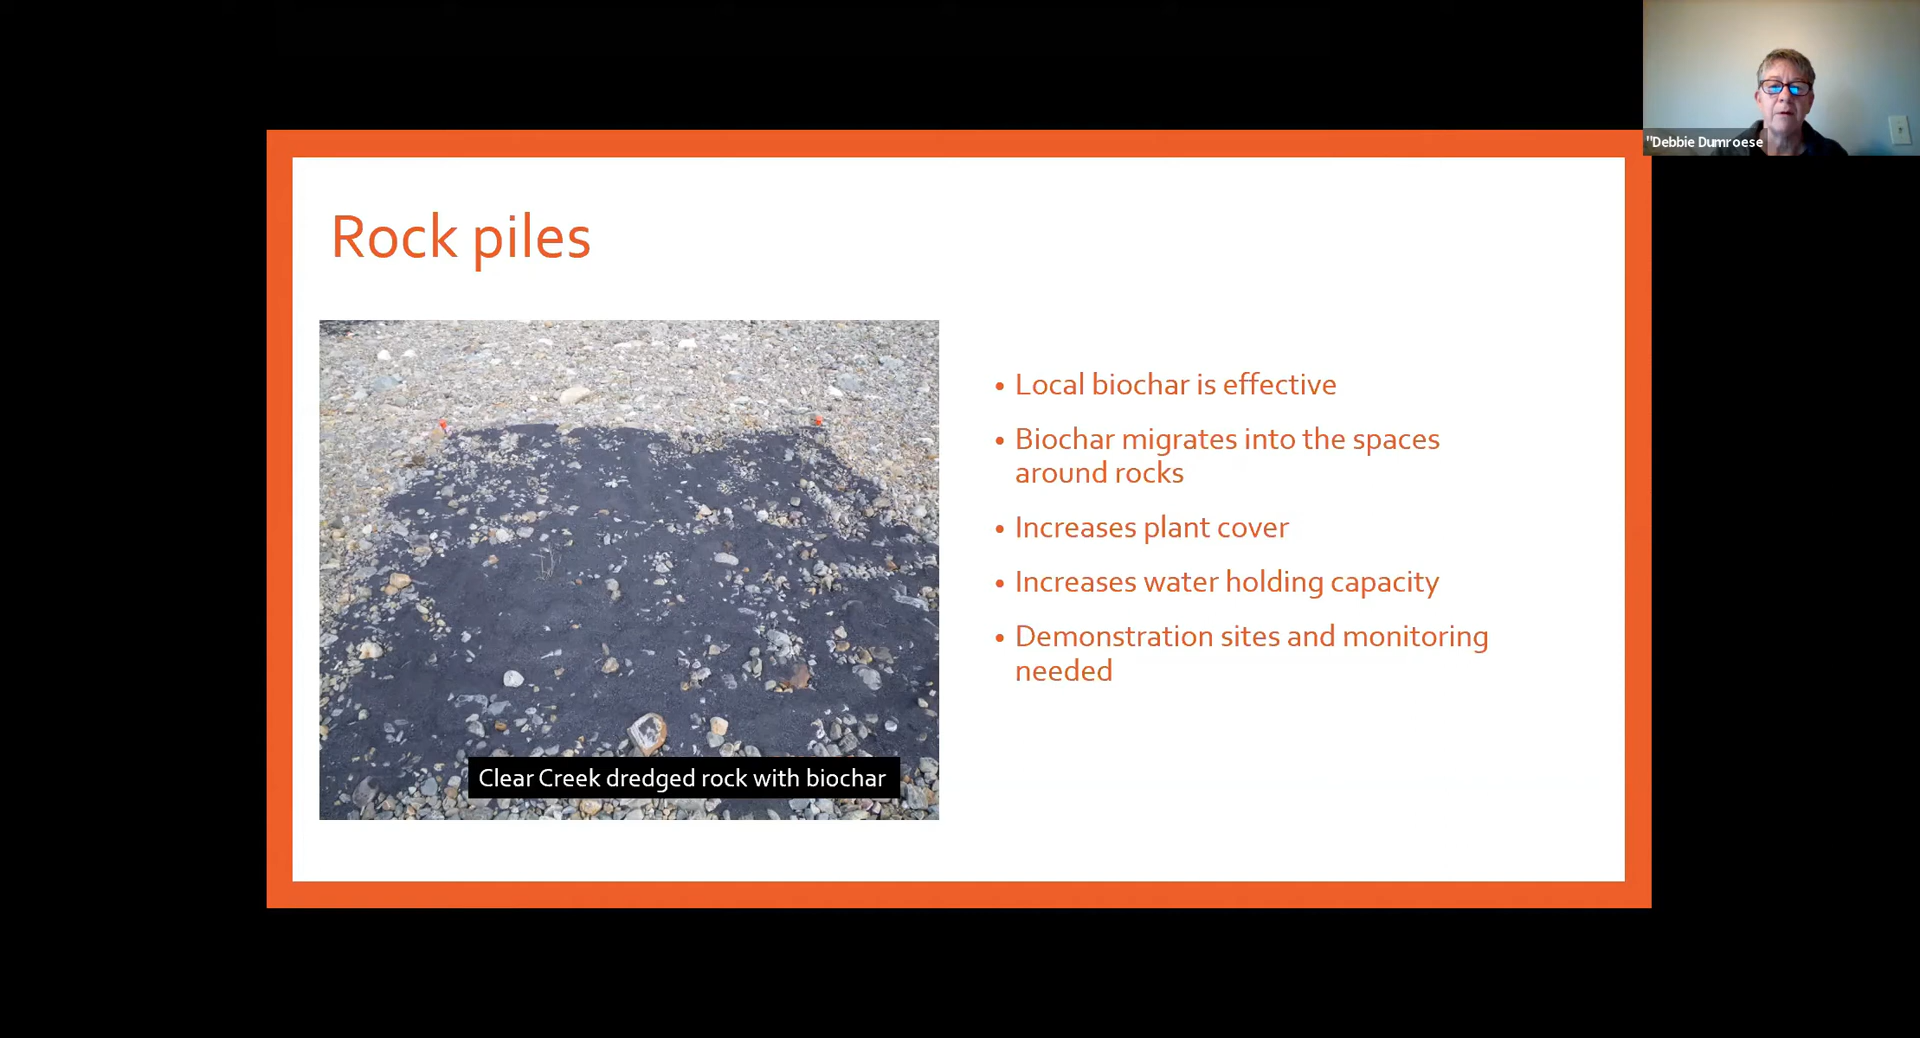 "Debbie Dumroese
Rock piles
• Local biochar is effective
• Biochar migrates into the spaces
around rocks
• Increases plant cover
• Increases water holding capacity
• Demonstration sites and monitoring
needed
Clear Creek dredged rock with biochar